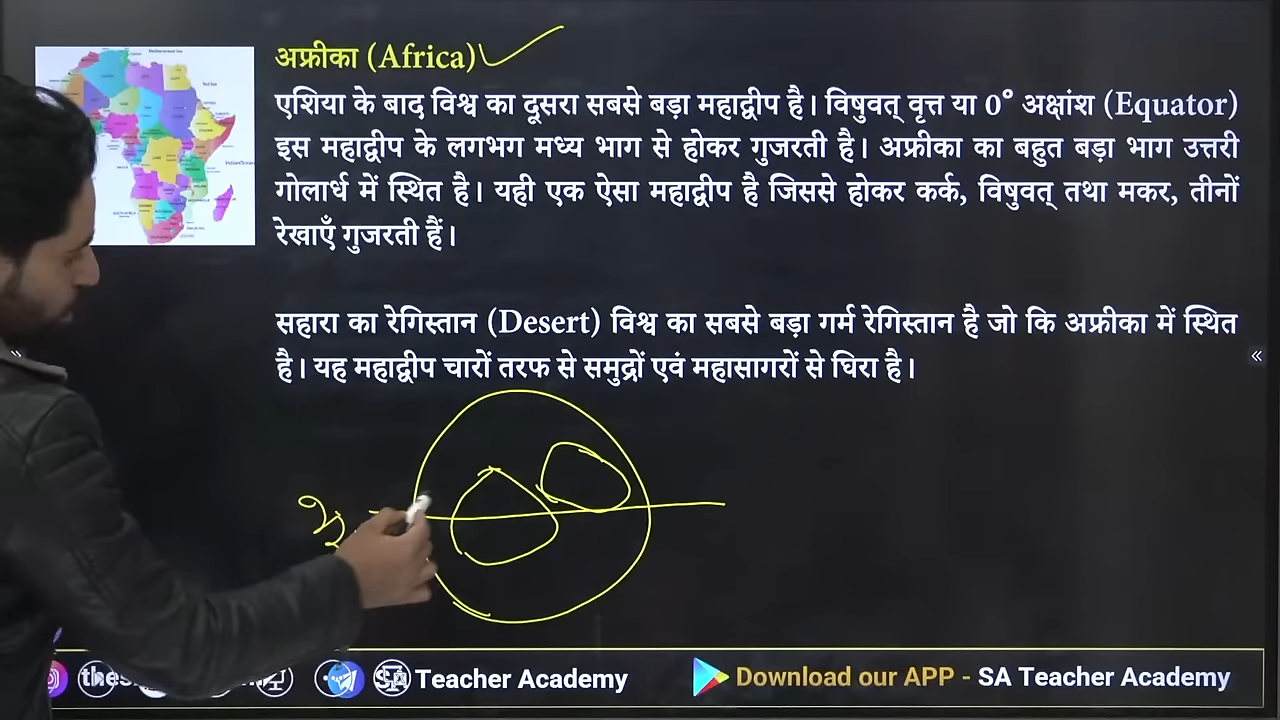 अफ्रीका (Africa)
एशिया के बाद विश्व का दूसरा सबसे बड़ा महाद्वीप है। विषुवत् वृत्त या 0° अक्षांश (Equator)
इस महाद्वीप के लगभग मध्य भाग से होकर गुजरती है। अफ्रीका का बहुत बड़ा भाग उत्तरी
गोलार्ध में स्थित है। यही एक ऐसा महाद्वीप है जिससे होकर कर्क, विषुवत् तथा मकर, तीनों
रेखाएँ गुजरती हैं।
सहारा का रेगिस्तान (Desert) विश्व का सबसे बड़ा गर्म रेगिस्तान है जो कि अफ्रीका में स्थित
है। यह महाद्वीप चारों तरफ से समुद्रों एवं महासागरों से घिरा है।
Teacher Academy
Download our APP - SA Teacher Academy